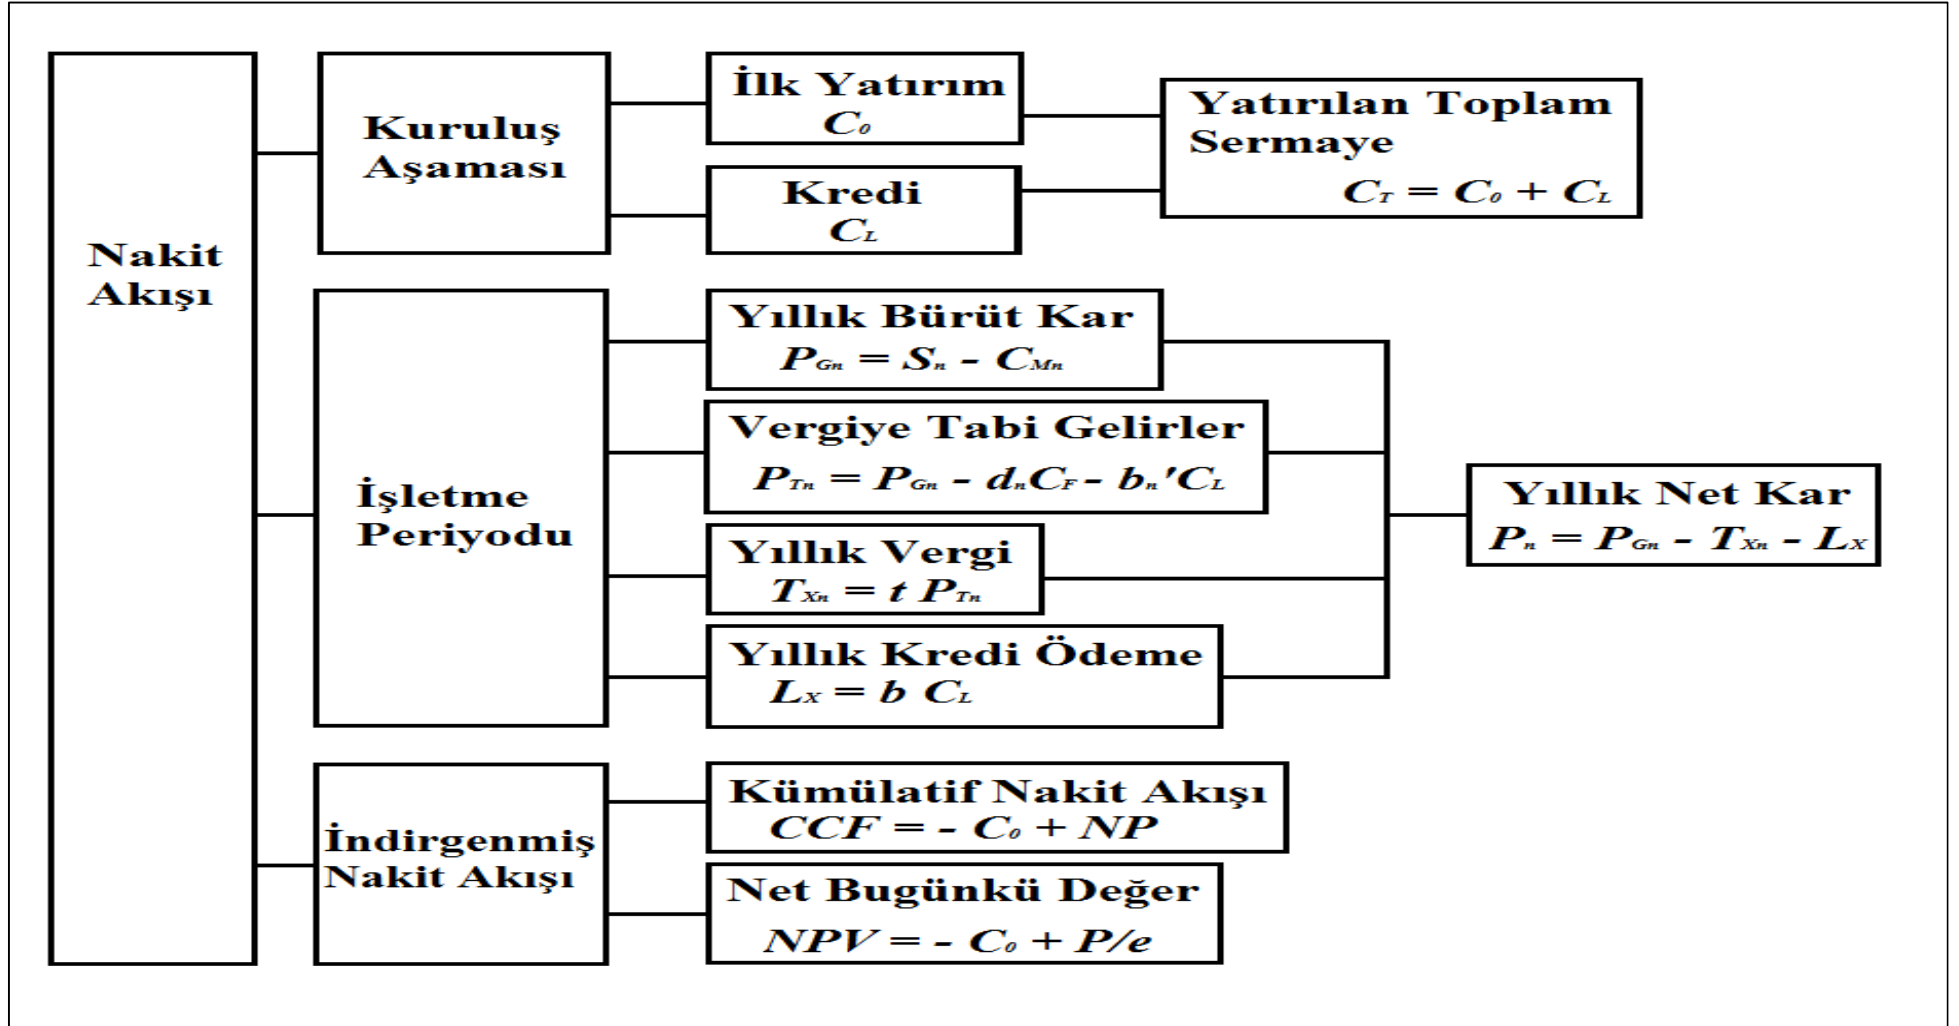 Nakit
Akışı
Kuruluş
Aşaması
İlk Yatırım
C₀
Kredi
C_L
Yatırılan Toplam
Sermaye
C_T = C₀ + C_L
İşletme
Periyodu
Yıllık Bürüt Kar
P_Gn = S_n - C_Mn
Vergiye Tabi Gelirler
P_Tn = P_Gn - d_nC_F - b_n'C_L
Yıllık Vergi
T_Xn = t P_Tn
Yıllık Kredi Ödeme
L_X = b C_L
Yıllık Net Kar
P_n = P_Gn - T_Xn - L_X
İndirgenmiş
Nakit Akışı
Kümülatif Nakit Akışı
CCF = - C₀ + NP
Net Bugünkü Değer
NPV = - C₀ + P/e